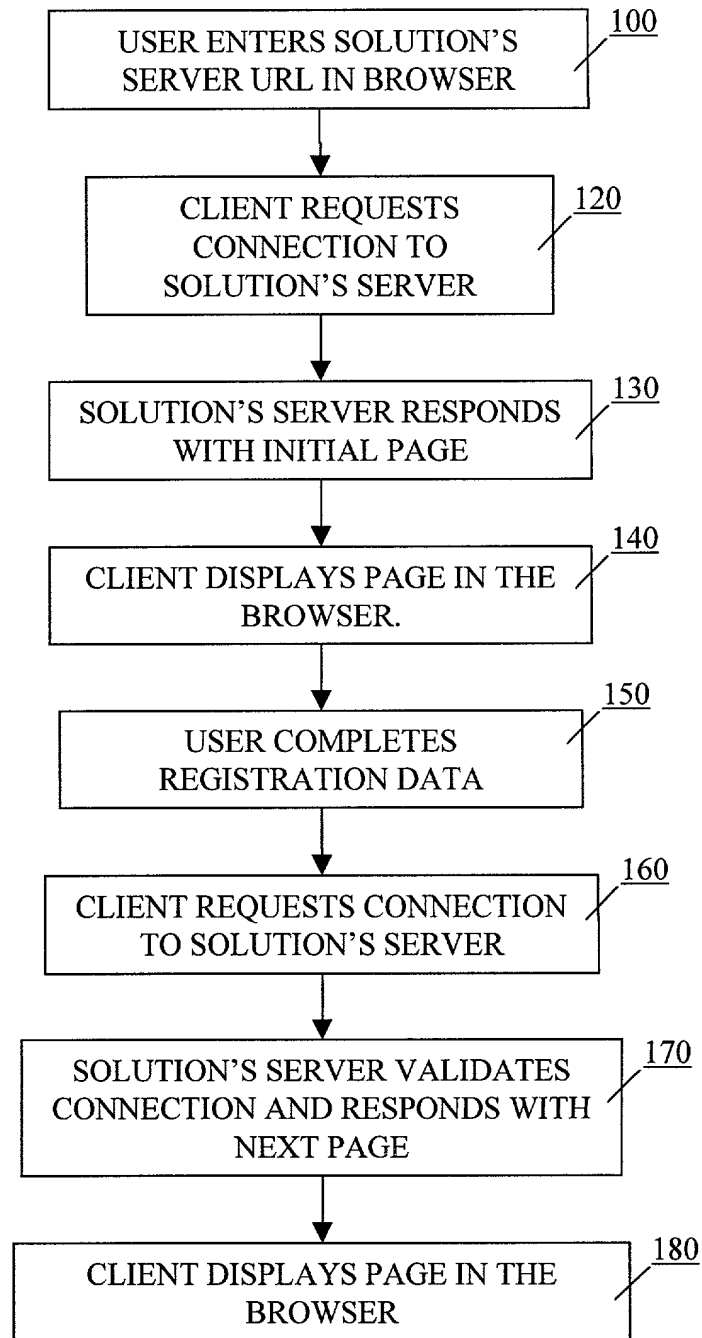 100
USER ENTERS SOLUTION'S
SERVER URL IN BROWSER
120
CLIENT REQUESTS
CONNECTION TO
SOLUTION'S SERVER
130
SOLUTION'S SERVER RESPONDS
WITH INITIAL PAGE
140
CLIENT DISPLAYS PAGE IN THE
BROWSER.
150
USER COMPLETES
REGISTRATION DATA
160
CLIENT REQUESTS CONNECTION
TO SOLUTION'S SERVER
170
SOLUTION'S SERVER VALIDATES
CONNECTION AND RESPONDS WITH
NEXT PAGE
180
CLIENT DISPLAYS PAGE IN THE
BROWSER